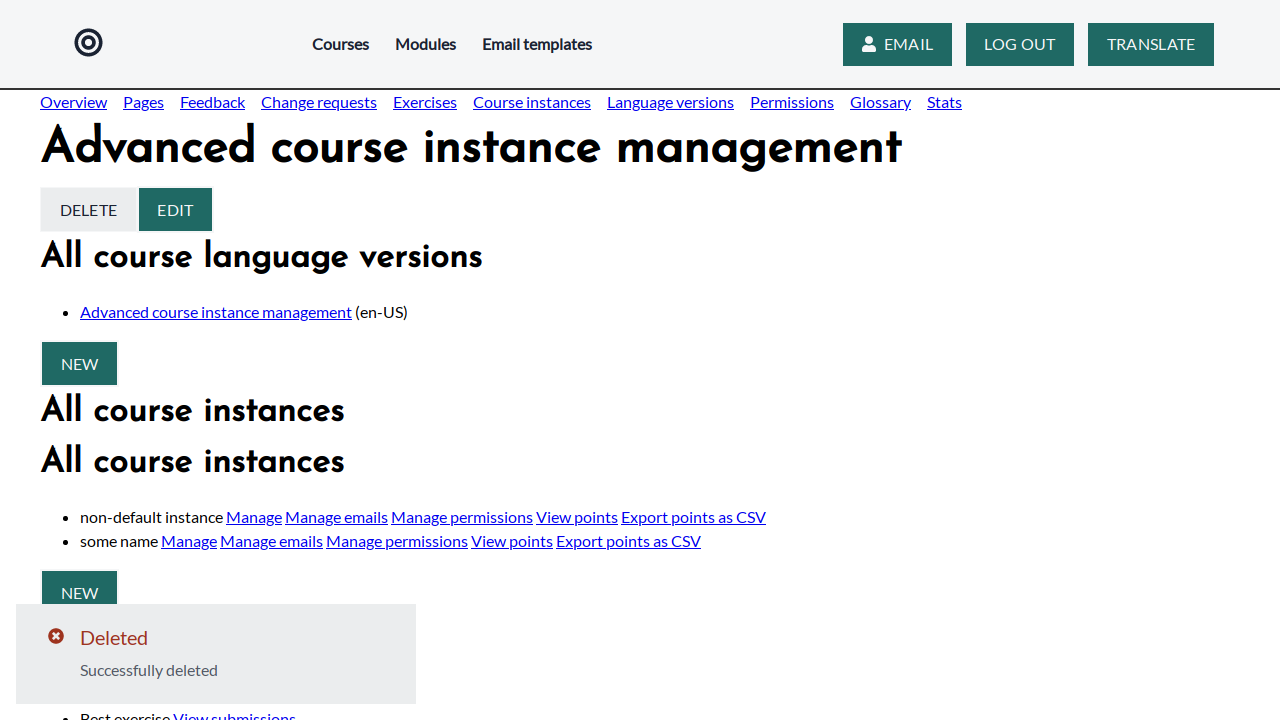 Courses Modules Email templates EMAIL LOG OUT TRANSLATE
Overview Pages Feedback Change requests Exercises Course instances Language versions Permissions Glossary Stats
Advanced course instance management
DELETE EDIT
All course language versions
Advanced course instance management (en-US)
NEW
All course instances
All course instances
non-default instance Manage Manage emails Manage permissions View points Export points as CSV
some name Manage Manage emails Manage permissions View points Export points as CSV
NEW
Deleted
Successfully deleted
Best exercise View submissions